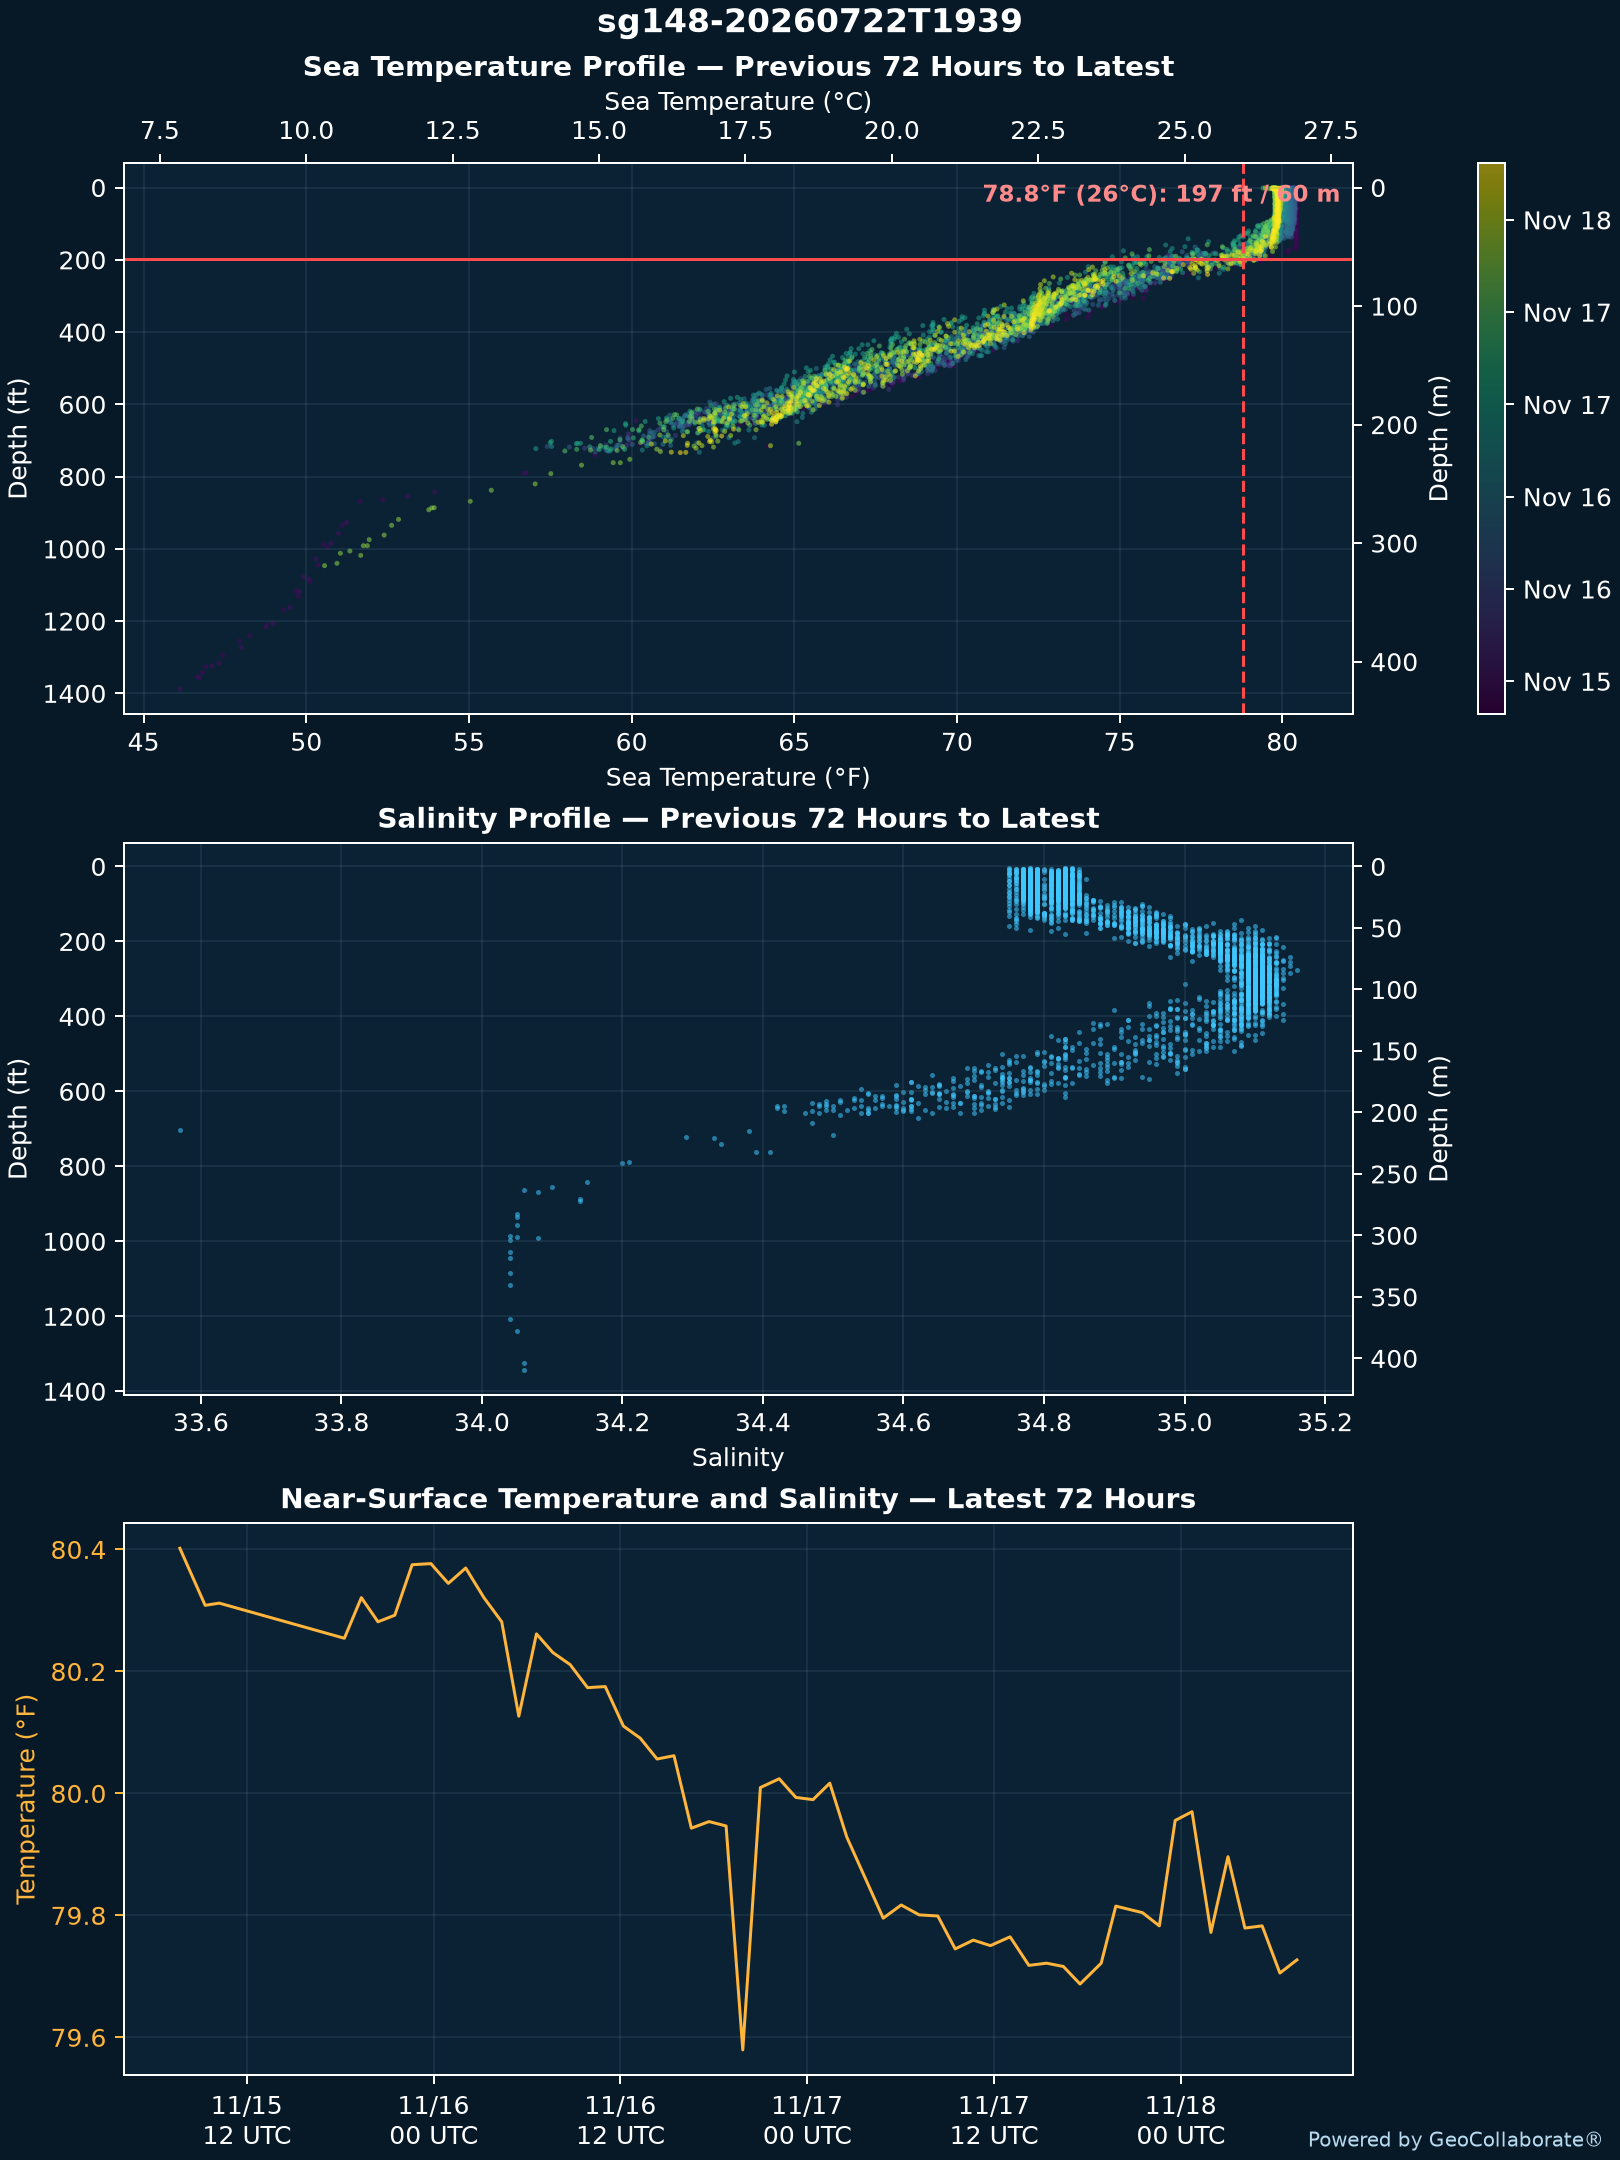 sg148-20260722T1939
Sea Temperature Profile — Previous 72 Hours to Latest
Sea Temperature (°C)
7.5 10.0 12.5 15.0 17.5 20.0 22.5 25.0 27.5
78.8°F (26°C): 197 ft / 60 m
Depth (ft)
0
200
400
600
800
1000
1200
1400
Depth (m)
0
100
200
300
400
Nov 18
Nov 17
Nov 17
Nov 16
Nov 16
Nov 15
45 50 55 60 65 70 75 80
Sea Temperature (°F)
Salinity Profile — Previous 72 Hours to Latest
Depth (ft)
0
200
400
600
800
1000
1200
1400
Depth (m)
0
50
100
150
200
250
300
350
400
33.6 33.8 34.0 34.2 34.4 34.6 34.8 35.0 35.2
Salinity
Near-Surface Temperature and Salinity — Latest 72 Hours
Temperature (°F)
80.4
80.2
80.0
79.8
79.6
11/15 11/16 11/16 11/17 11/17 11/18
12 UTC 00 UTC 12 UTC 00 UTC 12 UTC 00 UTC
Powered by GeoCollaborate®